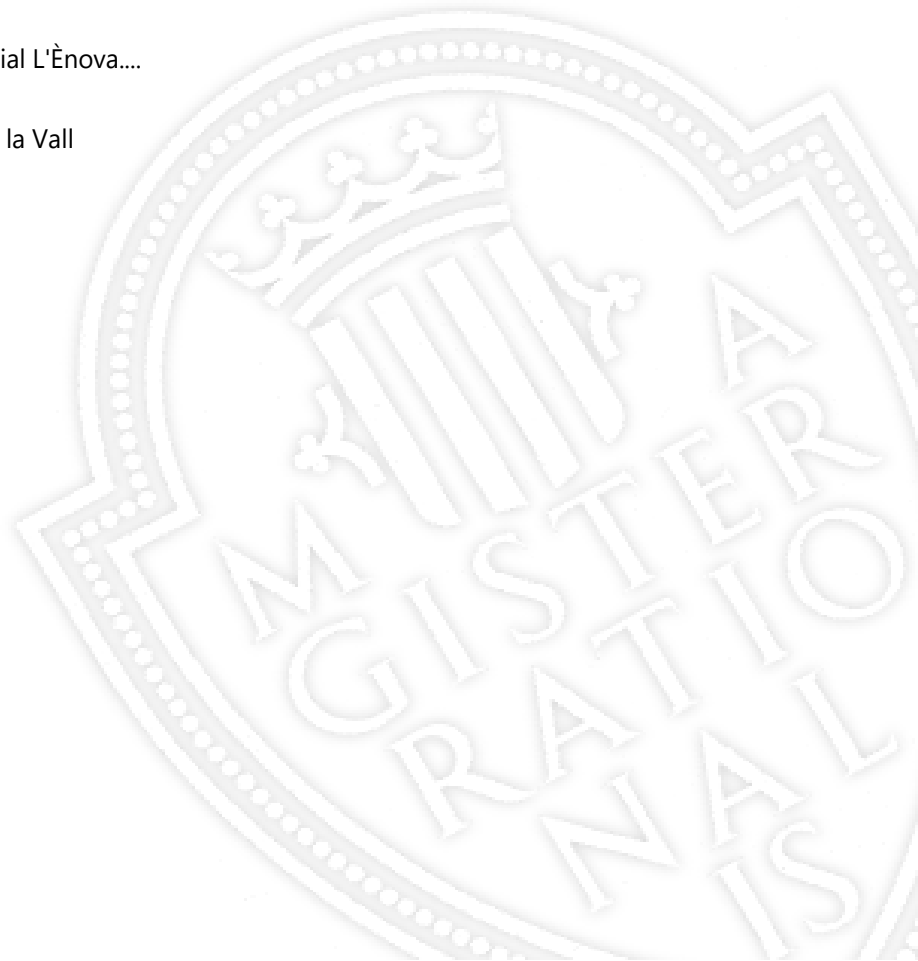 ial L'Ènova....
la Vall
M
A
GISTER
RATIO
NAL
IS